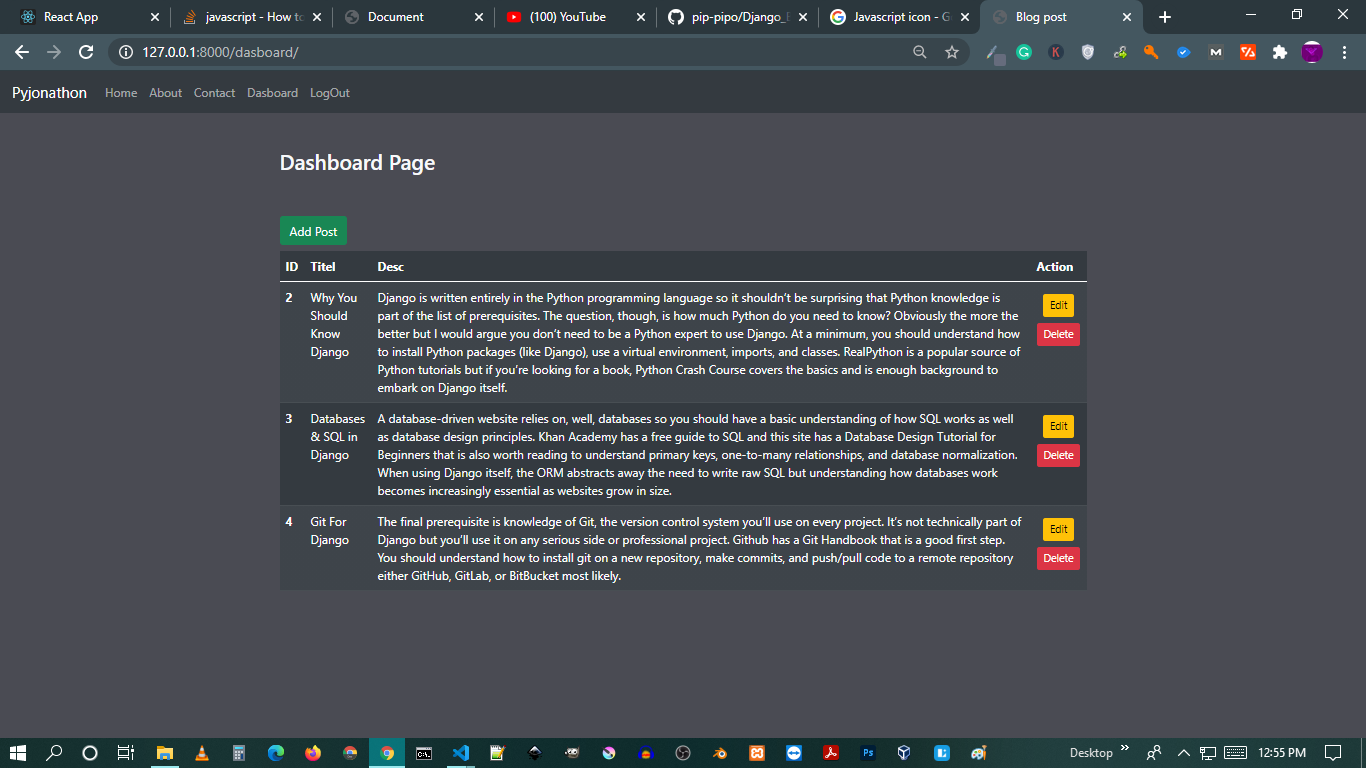 React App
javascript - How to
Document
(100) YouTube
pip-pipo/Django_
Javascript icon - G
Blog post
127.0.0.1:8000/dasboard/
Pyjonathon Home About Contact Dasboard LogOut
Dashboard Page
Add Post
ID Titel Desc Action
2 Why You Should Know Django
Django is written entirely in the Python programming language so it shouldn't be surprising that Python knowledge is
part of the list of prerequisites. The question, though, is how much Python do you need to know? Obviously the more the
better but I would argue you don't need to be a Python expert to use Django. At a minimum, you should understand how
to install Python packages (like Django), use a virtual environment, imports, and classes. RealPython is a popular source of
Python tutorials but if you're looking for a book, Python Crash Course covers the basics and is enough background to
embark on Django itself.
Edit
Delete
3 Databases & SQL in Django
A database-driven website relies on, well, databases so you should have a basic understanding of how SQL works as well
as database design principles. Khan Academy has a free guide to SQL and this site has a Database Design Tutorial for
Beginners that is also worth reading to understand primary keys, one-to-many relationships, and database normalization.
When using Django itself, the ORM abstracts away the need to write raw SQL but understanding how databases work
becomes increasingly essential as websites grow in size.
Edit
Delete
4 Git For Django
The final prerequisite is knowledge of Git, the version control system you'll use on every project. It's not technically part of
Django but you'll use it on any serious side or professional project. Github has a Git Handbook that is a good first step.
You should understand how to install git on a new repository, make commits, and push/pull code to a remote repository
either GitHub, GitLab, or BitBucket most likely.
Edit
Delete
Desktop
12:55 PM